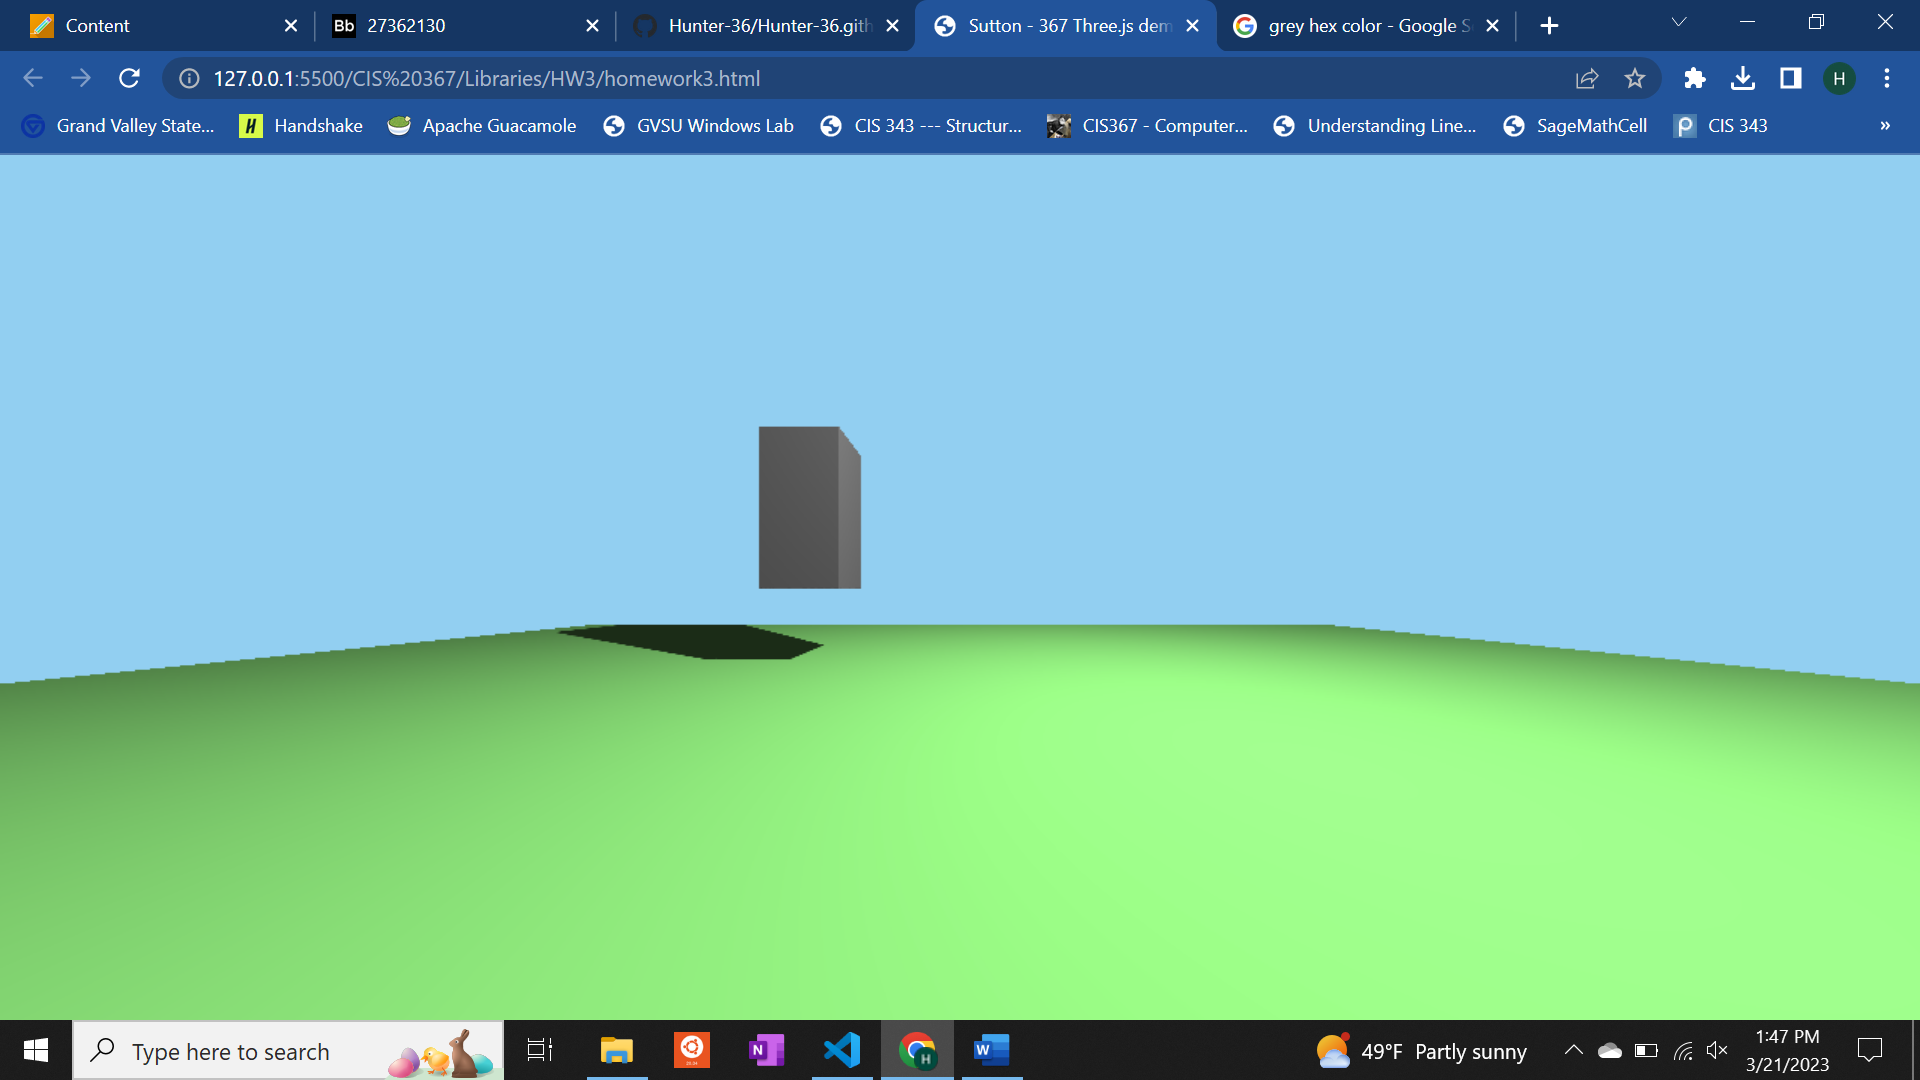 Content
Bb 27362130
Hunter-36/Hunter-36.gith
Sutton - 367 Three.js dem
grey hex color - Google S
127.0.0.1:5500/CIS%20367/Libraries/HW3/homework3.html
H
Grand Valley State...
H Handshake
Apache Guacamole
GVSU Windows Lab
CIS 343 --- Structur...
CIS367 - Computer...
Understanding Line...
SageMathCell
P CIS 343
»
Type here to search
N
H
W
49°F Partly sunny
1:47 PM
3/21/2023